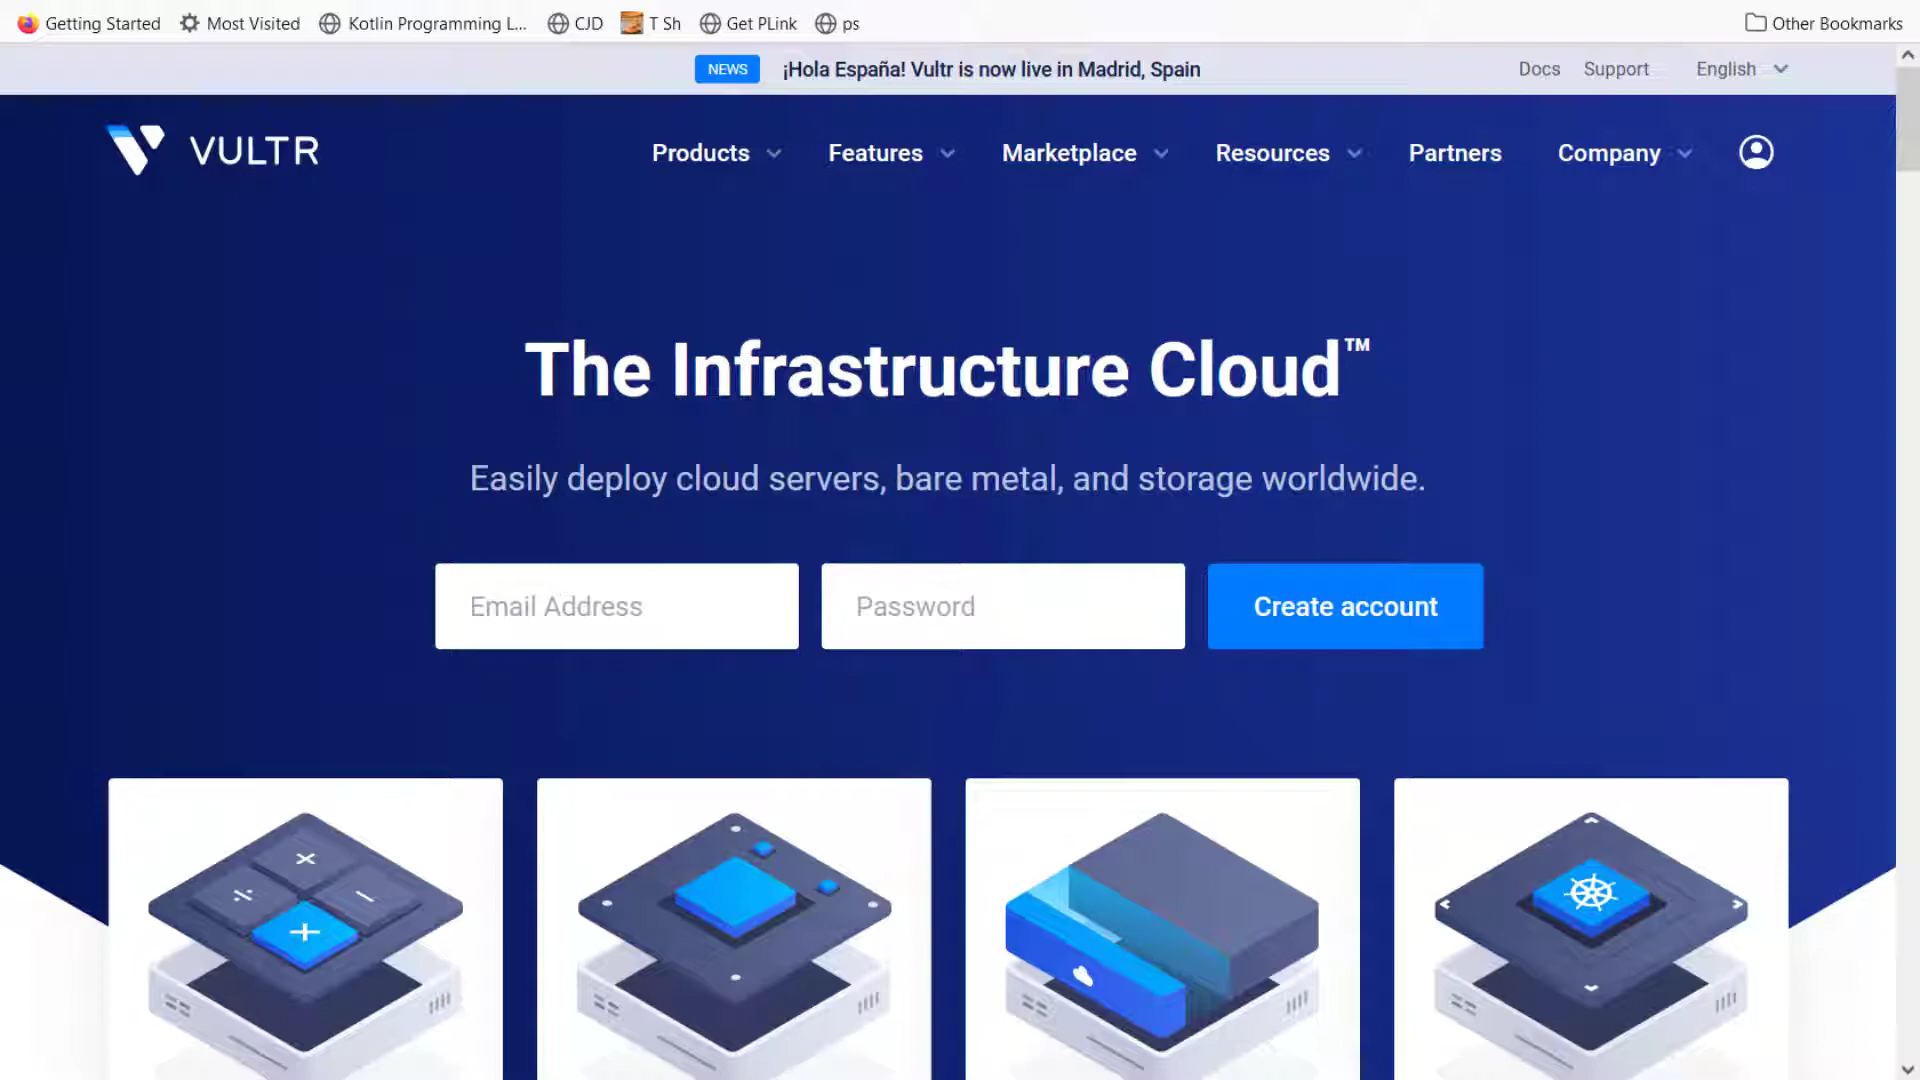 Getting Started Most Visited Kotlin Programming L... CJD T Sh Get PLink ps Other Bookmarks
NEWS ¡Hola España! Vultr is now live in Madrid, Spain Docs Support English
VULTR Products Features Marketplace Resources Partners Company
The Infrastructure Cloud™
Easily deploy cloud servers, bare metal, and storage worldwide.
Email Address Password Create account